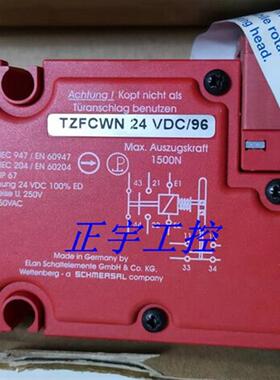 Achtung ! Kopf nicht als
Türanschlag benutzen
TZFCWN 24 VDC/96
IEC 947 / EN 60947
IEC 204 / EN 60204
IP 67
24 VDC 100% ED
U. 250V
Max. Auszugskraft
1500N
43
21
E1
33
34
正宇工控
Made in Germany by
ELan Schaltelemente GmbH & Co. KG.
Wettenberg - a SCHMERSAL company
ing head.